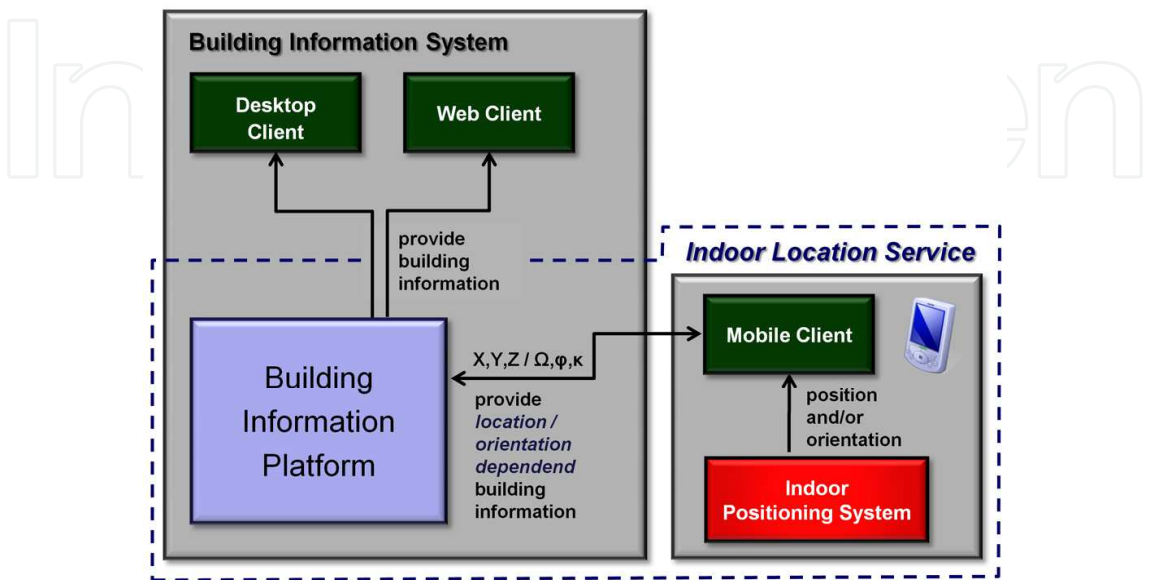 Building Information System
Desktop
Client
Web Client
provide
building
information
Indoor Location Service
Building
Information
Platform
X,Y,Z / Ω,φ,κ
provide
location /
orientation
dependend
building
information
Mobile Client
position
and/or
orientation
Indoor
Positioning System